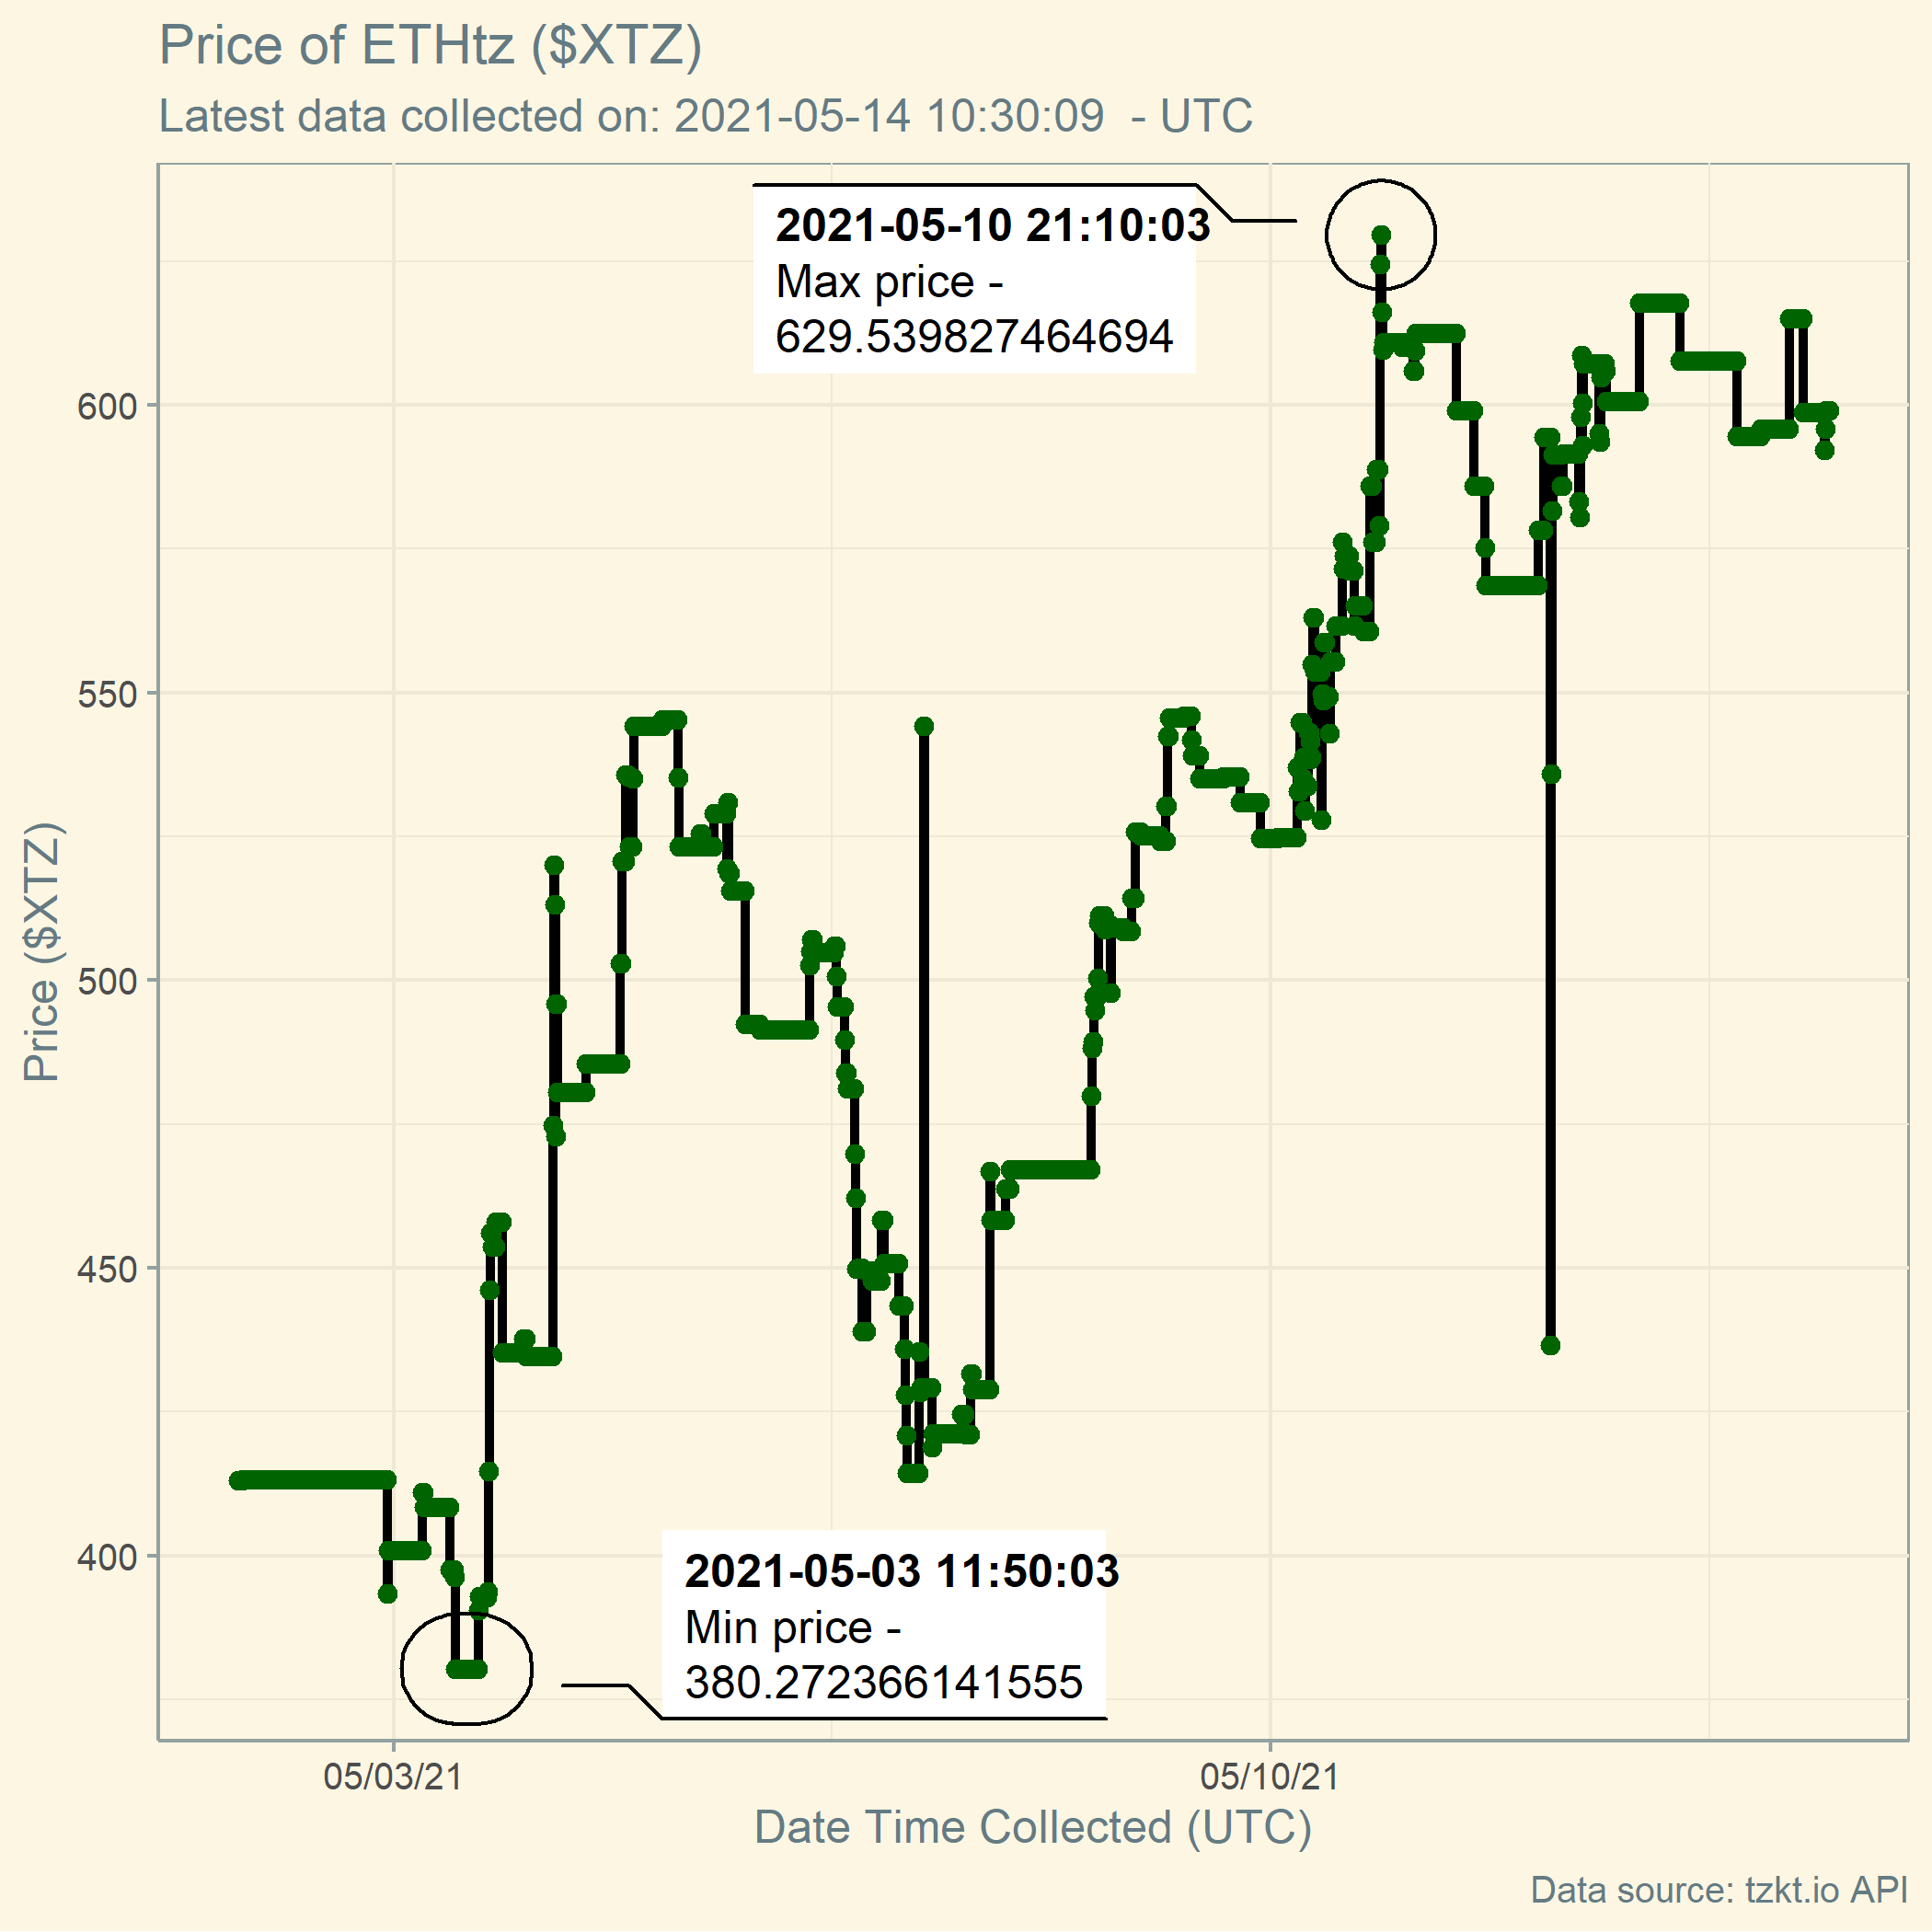 Price of ETHtz ($XTZ)
Latest data collected on: 2021-05-14 10:30:09  - UTC
2021-05-10 21:10:03
Max price -
629.539827464694
600
550
500
450
400
Price ($XTZ)
2021-05-03 11:50:03
Min price -
380.272366141555
05/03/21
05/10/21
Date Time Collected (UTC)
Data source: tzkt.io API